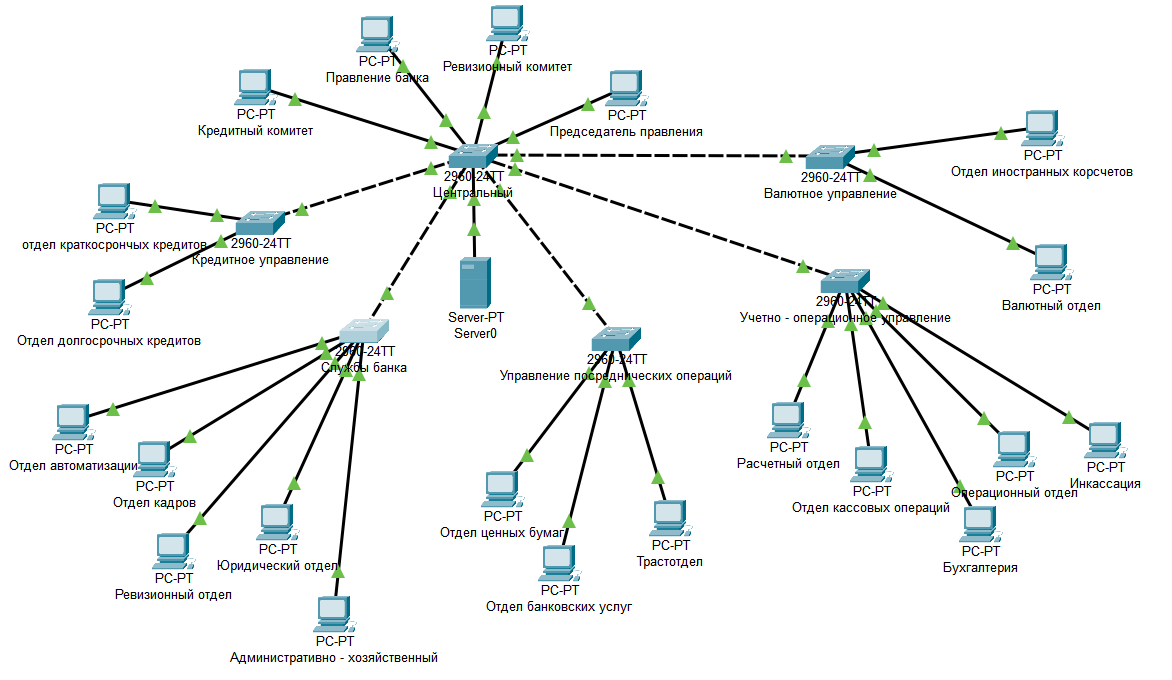 PC-PT
Правление банка
PC-PT
Ревизионный комитет
PC-PT
Кредитный комитет
PC-PT
Председатель правления
PC-PT
Отдел иностранных корсчетов
2960-24TT
Центральный
2960-24TT
Валютное управление
PC-PT
отдел краткосрончых кредитов
2960-24TT
Кредитное управление
PC-PT
Валютный отдел
PC-PT
Отдел долгосрочных кредитов
Server-PT
Server0
2960-24TT
Учетно - операционное управление
2960-24TT
Службы банка
2960-24TT
Управление посреднических операций
PC-PT
Отдел автоматизации
PC-PT
Отдел кадров
PC-PT
Ревизионный отдел
PC-PT
Юридический отдел
PC-PT
Административно - хозяйственный
PC-PT
Отдел ценных бумаг
PC-PT
Отдел банковских услуг
PC-PT
Трастотдел
PC-PT
Расчетный отдел
PC-PT
Отдел кассовых операций
PC-PT
Операционный отдел
PC-PT
Инкассация
PC-PT
Бухгалтерия